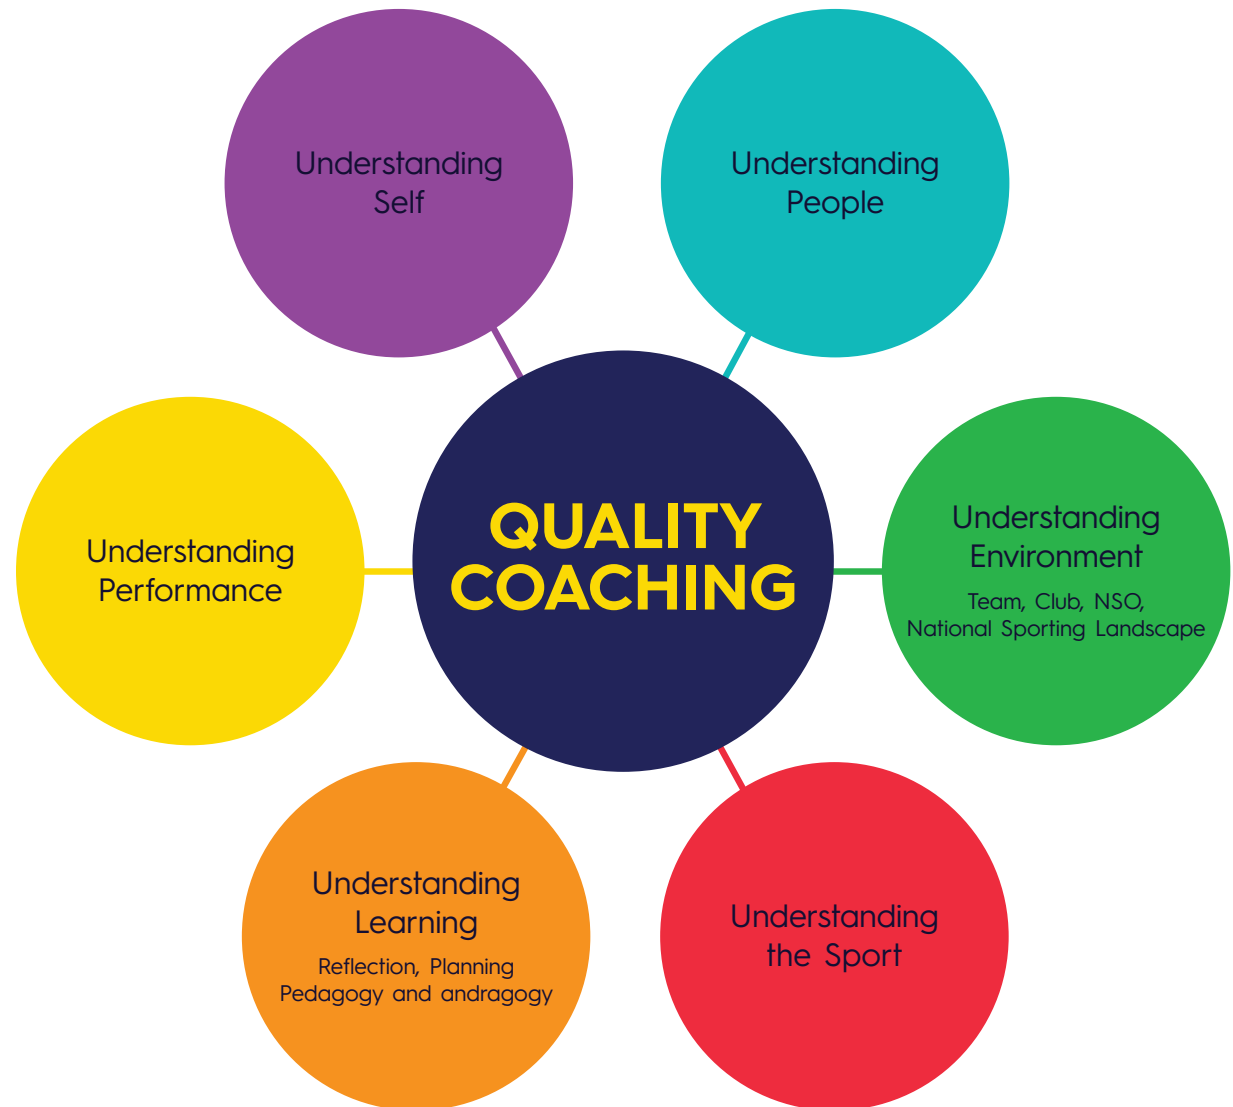 Understanding
Self
Understanding
People
Understanding
Performance
QUALITY
COACHING
Understanding
Environment
Team, Club, NSO,
National Sporting Landscape
Understanding
Learning
Reflection, Planning
Pedagogy and andragogy
Understanding
the Sport